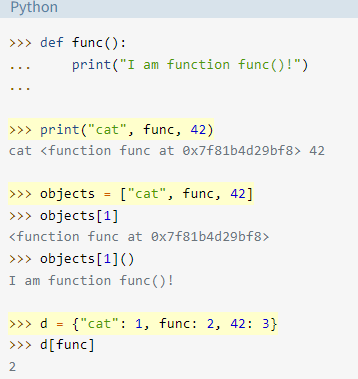 Python
>>> def func():
...     print("I am function func()!")
...
>>> print("cat", func, 42)
cat <function func at 0x7f81b4d29bf8> 42
>>> objects = ["cat", func, 42]
>>> objects[1]
<function func at 0x7f81b4d29bf8>
>>> objects[1]()
I am function func()!
>>> d = {"cat": 1, func: 2, 42: 3}
>>> d[func]
2